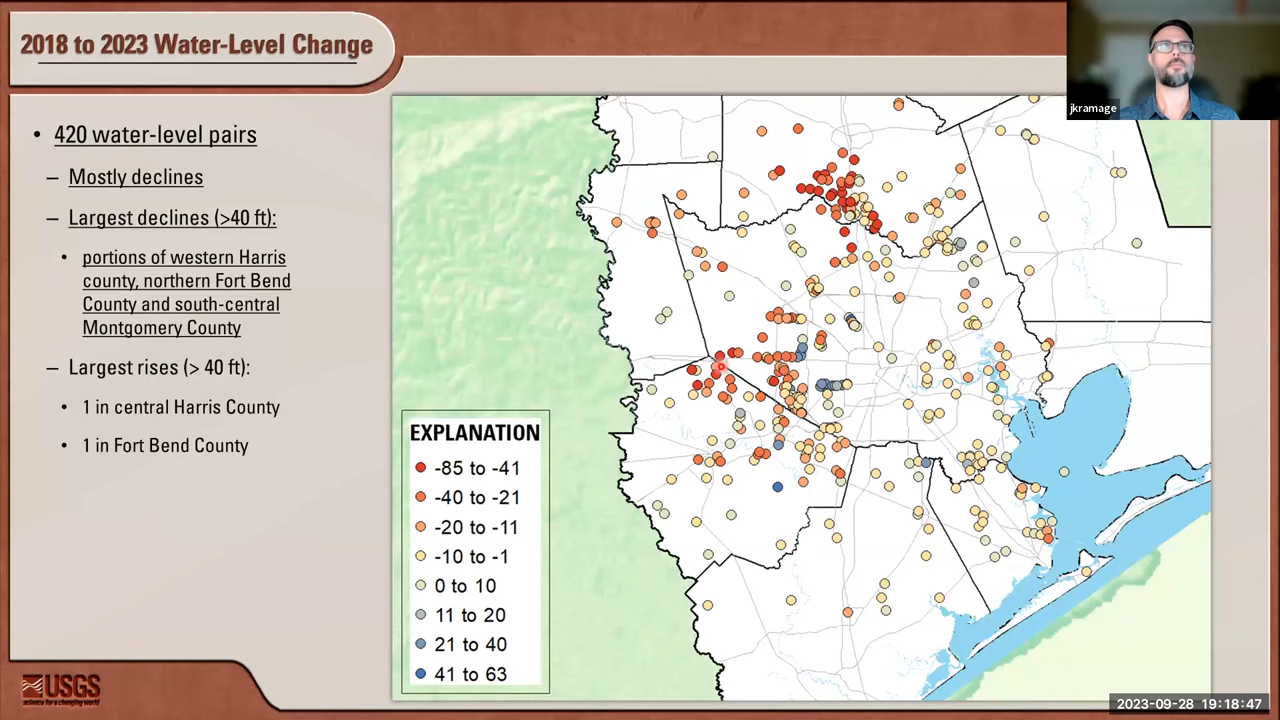 2018 to 2023 Water-Level Change
jkramage
• 420 water-level pairs
– Mostly declines
– Largest declines (>40 ft):
• portions of western Harris
county, northern Fort Bend
County and south-central
Montgomery County
– Largest rises (> 40 ft):
• 1 in central Harris County
• 1 in Fort Bend County
EXPLANATION
-85 to -41
-40 to -21
-20 to -11
-10 to -1
0 to 10
11 to 20
21 to 40
41 to 63
USGS
science for a changing world
2023-09-28 19:18:47